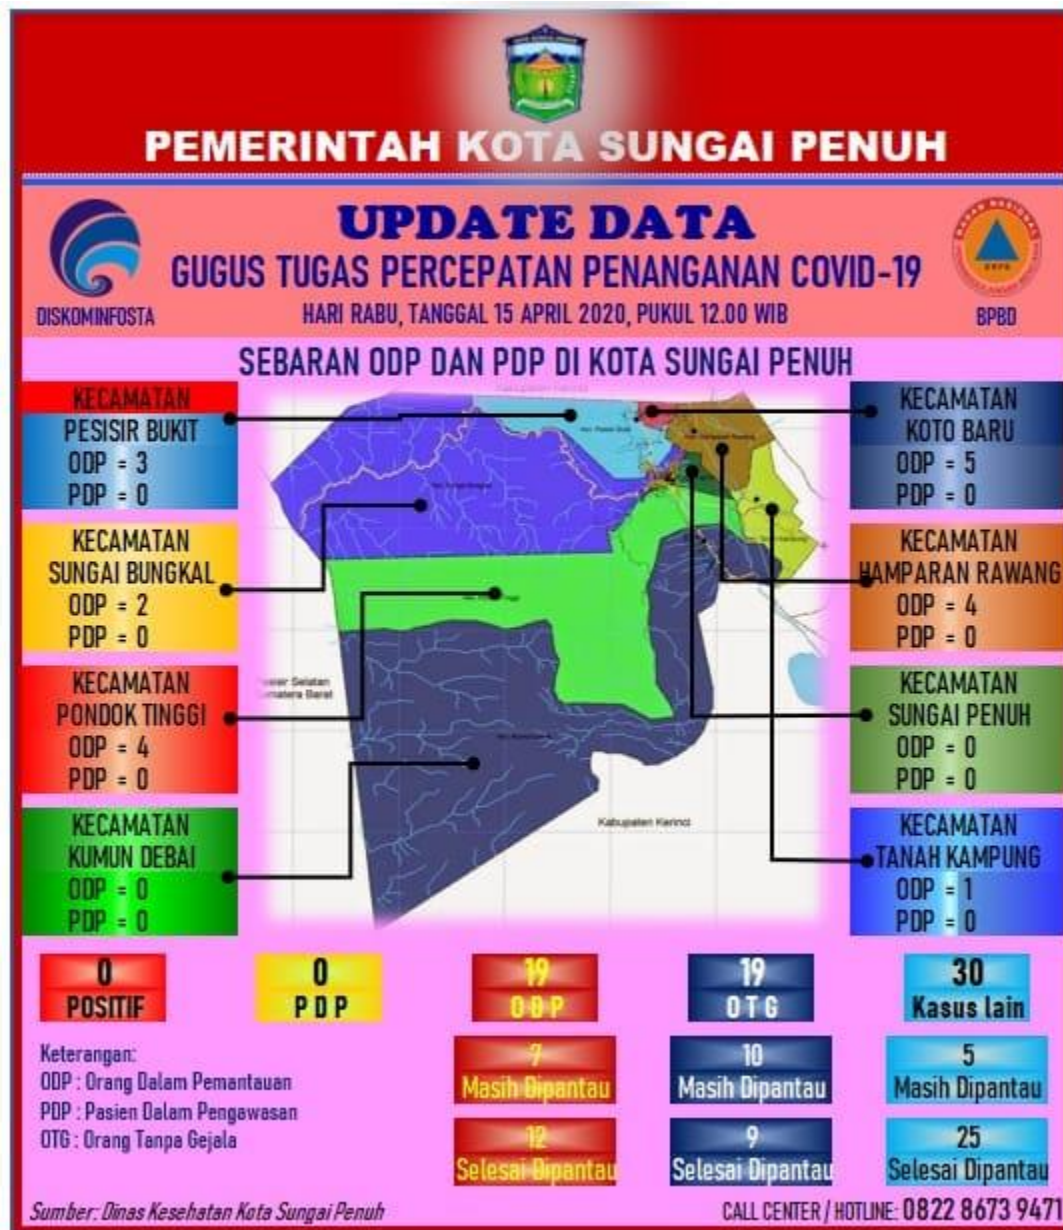 PEMERINTAH KOTA SUNGAI PENUH
UPDATE DATA
GUGUS TUGAS PERCEPATAN PENANGANAN COVID-19
HARI RABU, TANGGAL 15 APRIL 2020, PUKUL 12.00 WIB
DISKOMINFOSTA
BPBD
SEBARAN ODP DAN PDP DI KOTA SUNGAI PENUH
KECAMATAN
PESISIR BUKIT
ODP = 3
PDP = 0
KECAMATAN
SUNGAI BUNGKAL
ODP = 2
PDP = 0
KECAMATAN
PONDOK TINGGI
ODP = 4
PDP = 0
KECAMATAN
KUMUN DEBAI
ODP = 0
PDP = 0
Selatan
Sumatera Barat
Kabupaten Kerinci
KECAMATAN
KOTO BARU
ODP = 5
PDP = 0
KECAMATAN
HAMPARAN RAWANG
ODP = 4
PDP = 0
KECAMATAN
SUNGAI PENUH
ODP = 0
PDP = 0
KECAMATAN
TANAH KAMPUNG
ODP = 1
PDP = 0
0
POSITIF
0
PDP
19
ODP
19
OTG
30
Kasus lain
7
Masih Dipantau
10
Masih Dipantau
5
Masih Dipantau
12
Selesai Dipantau
9
Selesai Dipantau
25
Selesai Dipantau
Keterangan:
ODP : Orang Dalam Pemantauan
PDP : Pasien Dalam Pengawasan
OTG : Orang Tanpa Gejala
Sumber: Dinas Kesehatan Kota Sungai Penuh
CALL CENTER / HOTLINE: 0822 8673 9471